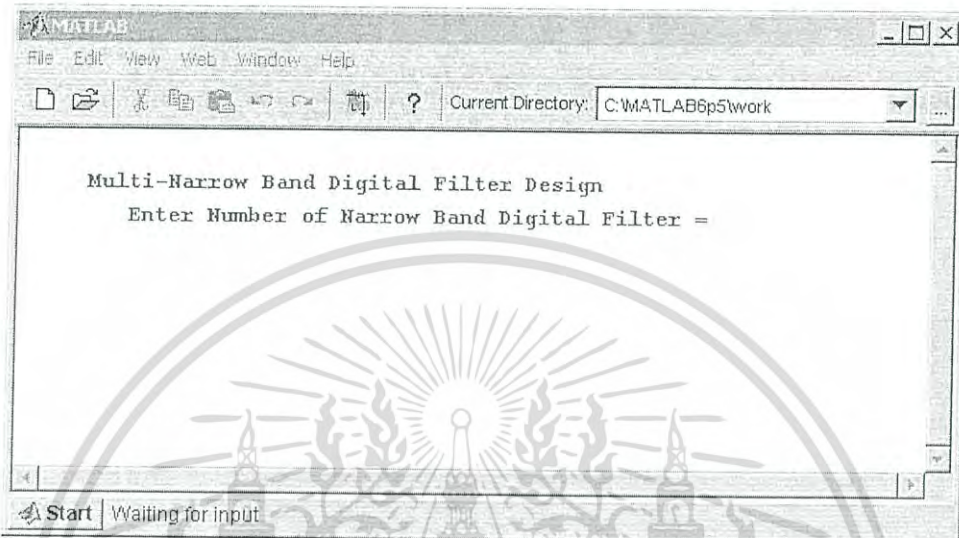 MATLAB
File Edit View Web Window Help
? Current Directory: C:\MATLAB6p5\work ...
Multi-Narrow Band Digital Filter Design
Enter Number of Narrow Band Digital Filter =
Start Waiting for input